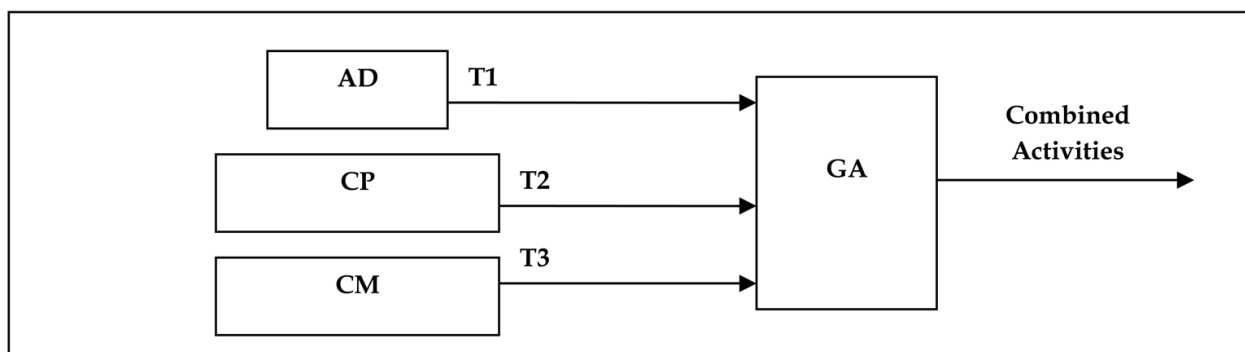 AD
T1
CP
T2
CM
T3
GA
Combined
Activities